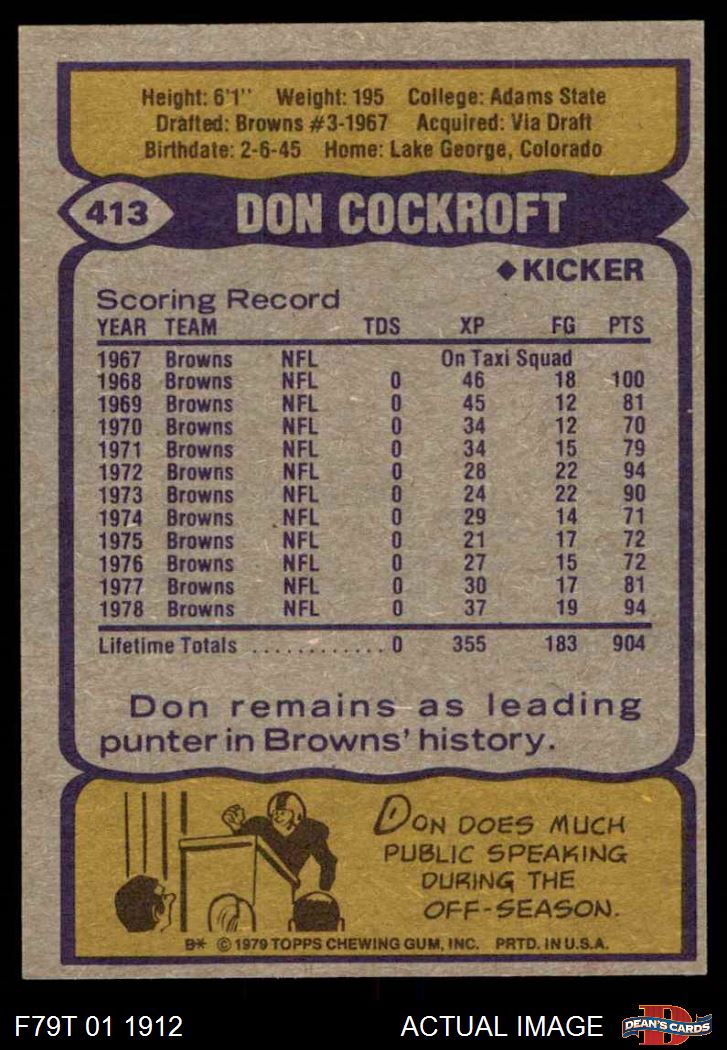 Height: 6'1" Weight: 195 College: Adams State
Drafted: Browns #3-1967 Acquired: Via Draft
Birthdate: 2-6-45 Home: Lake George, Colorado
413 DON COCKROFT
◆KICKER
Scoring Record
YEAR TEAM TDS XP FG PTS
1967 Browns NFL On Taxi Squad
1968 Browns NFL 0 46 18 100
1969 Browns NFL 0 45 12 81
1970 Browns NFL 0 34 12 70
1971 Browns NFL 0 34 15 79
1972 Browns NFL 0 28 22 94
1973 Browns NFL 0 24 22 90
1974 Browns NFL 0 29 14 71
1975 Browns NFL 0 21 17 72
1976 Browns NFL 0 27 15 72
1977 Browns NFL 0 30 17 81
1978 Browns NFL 0 37 19 94
Lifetime Totals ............ 0 355 183 904
Don remains as leading
punter in Browns' history.
DON DOES MUCH
PUBLIC SPEAKING
DURING THE
OFF-SEASON.
B* © 1979 TOPPS CHEWING GUM, INC. PRTD. IN U.S.A.
F79T 01 1912 ACTUAL IMAGE D DEAN'S CARDS